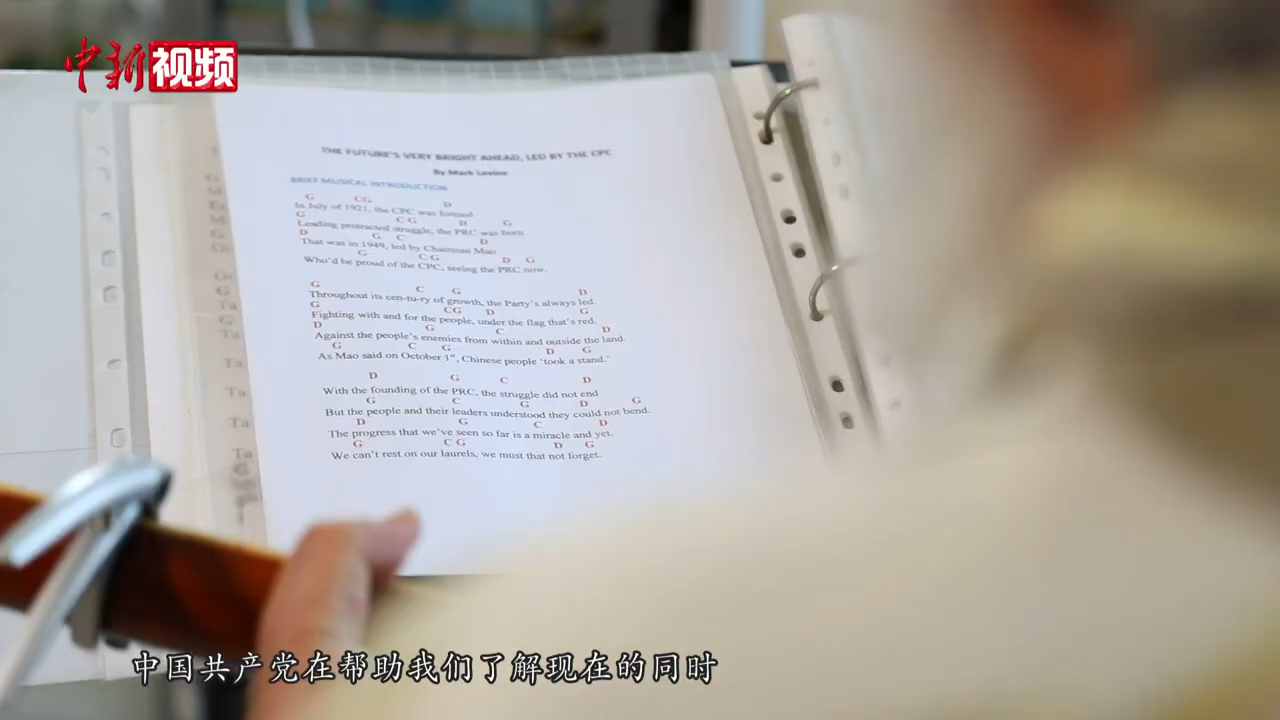 中新视频
THE FUTURE'S VERY BRIGHT AHEAD, LED BY THE CPC
By Mark Levine
BRIEF MUSICAL INTRODUCTION
G CG D
In July of 1921, the CPC was formed
G CG D G
Leading protracted struggle, the PRC was born
D G C D
That was in 1949, led by Chairman Mao
G CG D G
Who'd be proud of the CPC, seeing the PRC now.
G C G D
Throughout its cen-tu-ry of growth, the Party's always led.
G CG D G
Fighting with and for the people, under the flag that's red.
D G C D
Against the people's enemies from within and outside the land.
G C G D G
As Mao said on October 1st, Chinese people 'took a stand.'
D G C D
With the founding of the PRC, the struggle did not end
G C G D G
But the people and their leaders understood they could not bend.
D G C D
The progress that we've seen so far is a miracle and yet.
G CG D G
We can't rest on our laurels, we must that not forget.
中国共产党在帮助我们了解现在的同时